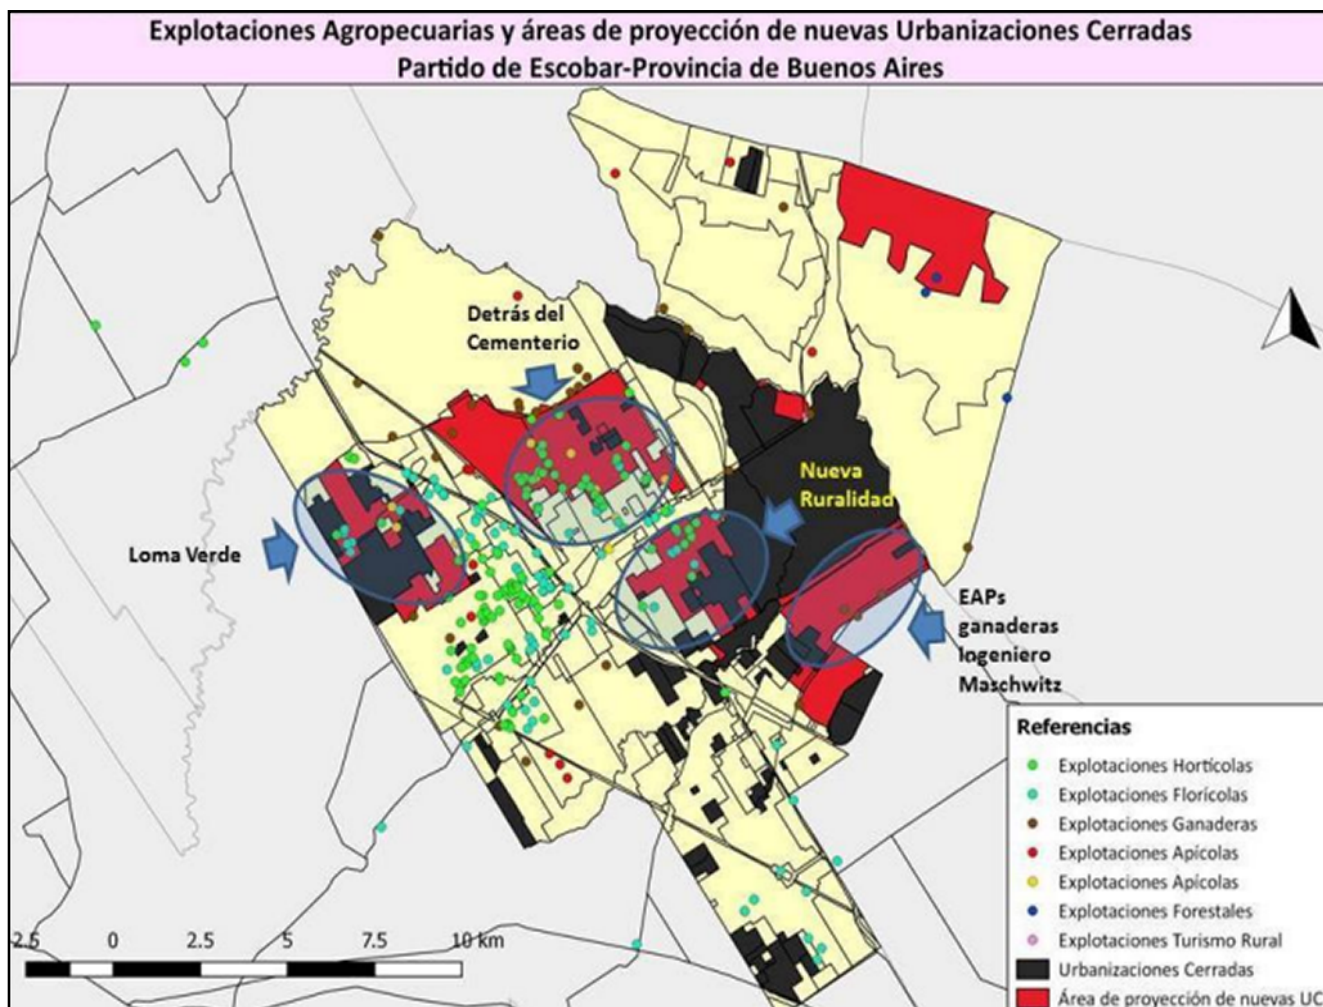 Explotaciones Agropecuarias y áreas de proyección de nuevas Urbanizaciones Cerradas
Partido de Escobar-Provincia de Buenos Aires
Detrás del
Cementerio
Nueva
Ruralidad
Loma Verde
EAPs
ganaderas
Ingeniero
Maschwitz
Referencias
Explotaciones Hortícolas
Explotaciones Florícolas
Explotaciones Ganaderas
Explotaciones Apícolas
Explotaciones Apícolas
Explotaciones Forestales
Explotaciones Turismo Rural
Urbanizaciones Cerradas
Área de proyección de nuevas UC
2.5 0 2.5 5 7.5 10 km